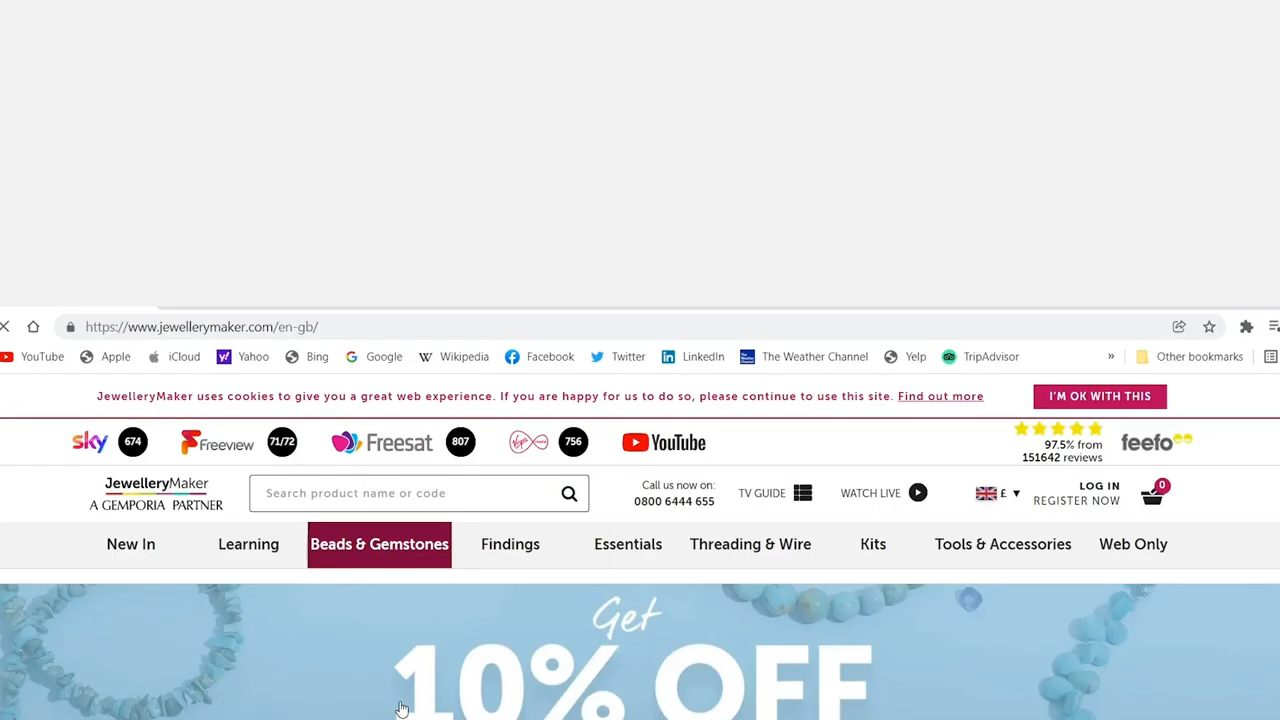 https://www.jewellerymaker.com/en-gb/
YouTube Apple iCloud Yahoo Bing Google Wikipedia Facebook Twitter LinkedIn The Weather Channel Yelp TripAdvisor » Other bookmarks
JewelleryMaker uses cookies to give you a great web experience. If you are happy for us to do so, please continue to use this site. Find out more I'M OK WITH THIS
sky 674 Freeview 71/72 Freesat 807 Virgin media 756 YouTube
97.5% from
151642 reviews
feefo
JewelleryMaker
A GEMPORIA PARTNER
Search product name or code
Call us now on:
0800 6444 655
TV GUIDE
WATCH LIVE
£
LOG IN
REGISTER NOW
0
New In Learning Beads & Gemstones Findings Essentials Threading & Wire Kits Tools & Accessories Web Only
Get
10% OFF